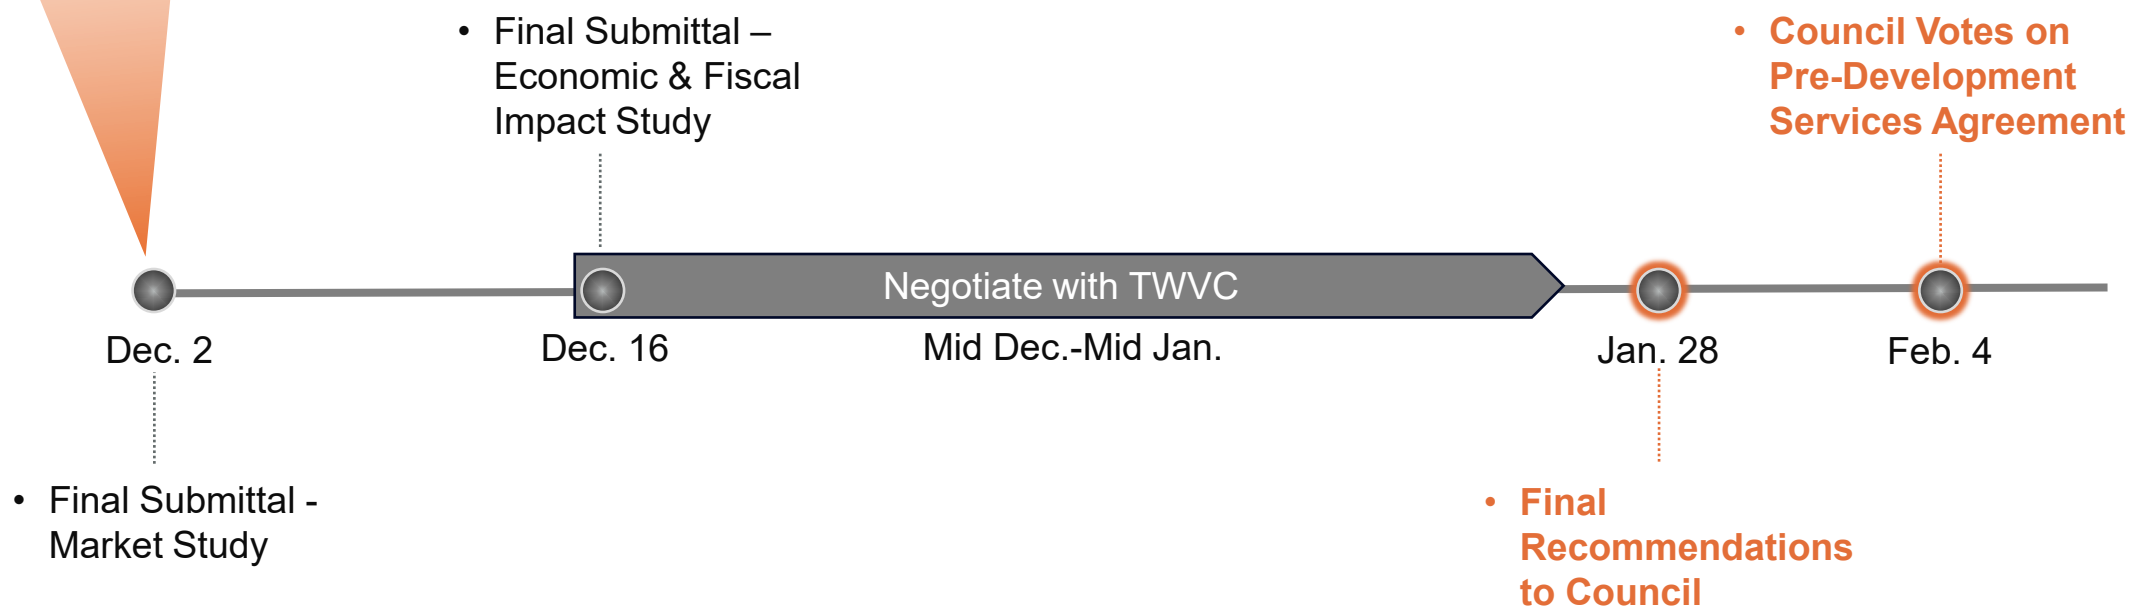 • Final Submittal –
Economic & Fiscal
Impact Study
• Council Votes on
Pre-Development
Services Agreement
Negotiate with TWVC
Dec. 2
Dec. 16
Mid Dec.-Mid Jan.
Jan. 28
Feb. 4
• Final Submittal -
Market Study
• Final
Recommendations
to Council